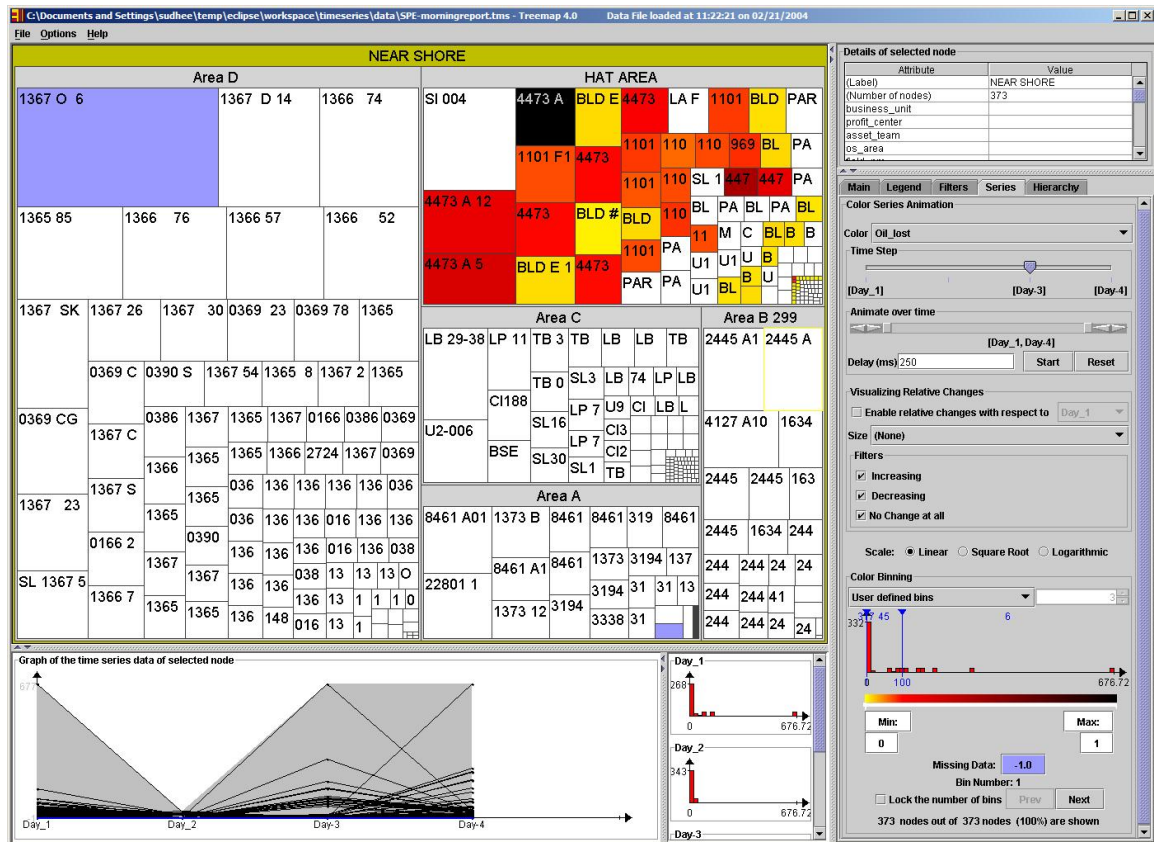 C:\Documents and Settings\sudhee\temp\eclipse\workspace\timeseries\data\SPE-morningreport.tms - Treemap 4.0 Data File loaded at 11:22:21 on 02/21/2004
File Options Help
NEAR SHORE
Area D
1367 O 6 1367 D 14 1366 74
1365 85 1366 76 1366 57 1366 52
1367 SK 1367 26 1367 30 0369 23 0369 78 1365
0369 C 0390 S 1367 54 1365 8 1367 2 1365
0369 CG 1367 C 0386 1367 1365 1367 0166 0386 0369
1366 1365 1365 1366 2724 1367 0369
1367 S 1365 036 136 136 136 136 036
1367 23 1365 036 136 136 016 136 136
0166 2 0390 136 136 136 016 136 038
1367 1367 136 136 038 13 13 13 O
SL 1367 5 1366 7 136 136 136 13 1 1 1 0
1365 1365 136 148 016 13 1
HAT AREA
SI 004 4473 A BLD E 4473 LA F 1101 BLD PAR
1101 F1 4473 1101 110 110 969 BL PA
1101 110 SL 1 447 447 PA
4473 A 12 4473 BLD # BLD 110 BL PA BL PA BL
11 M C BL B B
1101 PA U1 U1 U B
4473 A 5 BLD E 1 4473 PAR PA U1 BL B U
Area C
LB 29-38 LP 11 TB 3 TB LB LB TB
TB 0 SL3 LB 74 LP LB
CI188 LP 7 U9 CI LB L
U2-006 SL16 CI3
BSE LP 7 CI2
SL30 SL1 TB
Area B 299
2445 A1 2445 A
4127 A10 1634
2445 2445 163
2445 1634 244
244 244 24 24
244 244 41
244 244 24 24
Area A
8461 A01 1373 B 8461 8461 319 8461
8461 A1 8461 1373 3194 137
22801 1 3194 31 31 13
1373 12 3194 3338 31
Details of selected node
Attribute Value
(Label) NEAR SHORE
(Number of nodes) 373
business_unit
profit_center
asset_team
os_area
Main Legend Filters Series Hierarchy
Color Series Animation
Color Oil_lost
Time Step
[Day_1] [Day-3] [Day-4]
Animate over time
[Day_1, Day-4]
Delay (ms) 250 Start Reset
Visualizing Relative Changes
Enable relative changes with respect to Day_1
Size (None)
Filters
Increasing
Decreasing
No Change at all
Scale: Linear Square Root Logarithmic
Color Binning
User defined bins 3
45 6
332
0 100 676.72
Min: Max:
0 1
Missing Data: -1.0
Bin Number: 1
Lock the number of bins Prev Next
373 nodes out of 373 nodes (100%) are shown
Graph of the time series data of selected node
677
Day_1 Day_2 Day-3 Day-4
Day_1
268
0 676.72
Day_2
343
0 676.72
Day-3